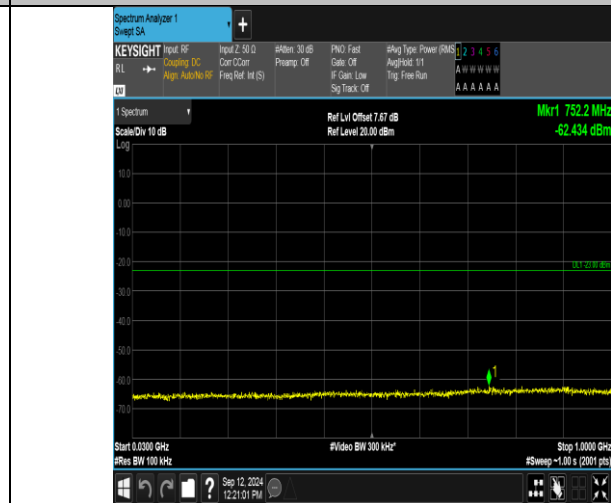 Spectrum Analyzer 1
Swept SA
+
KEYSIGHT Input: RF Input Z: 50 Ω #Atten: 30 dB PNO: Fast #Avg Type: Power (RMS 1 2 3 4 5 6
RL Coupling: DC Corr CCorr Preamp: Off Gate: Off Avg|Hold: 1/1 A W W W W W
Align: Auto/No RF Freq Ref: Int (S) IF Gain: Low Trig: Free Run
LXI Sig Track: Off A A A A A A
1 Spectrum Ref Lvl Offset 7.67 dB Mkr1 752.2 MHz
Scale/Div 10 dB Ref Level 20.00 dBm -62.434 dBm
Log
10.0
0.00
-10.0
-20.0
DL1 -23.00 dBm
-30.0
-40.0
-50.0
-60.0
1
-70.0
Start 0.0300 GHz #Video BW 300 kHz* Stop 1.0000 GHz
#Res BW 100 kHz #Sweep ~1.00 s (2001 pts)
? Sep 12, 2024
12:21:01 PM